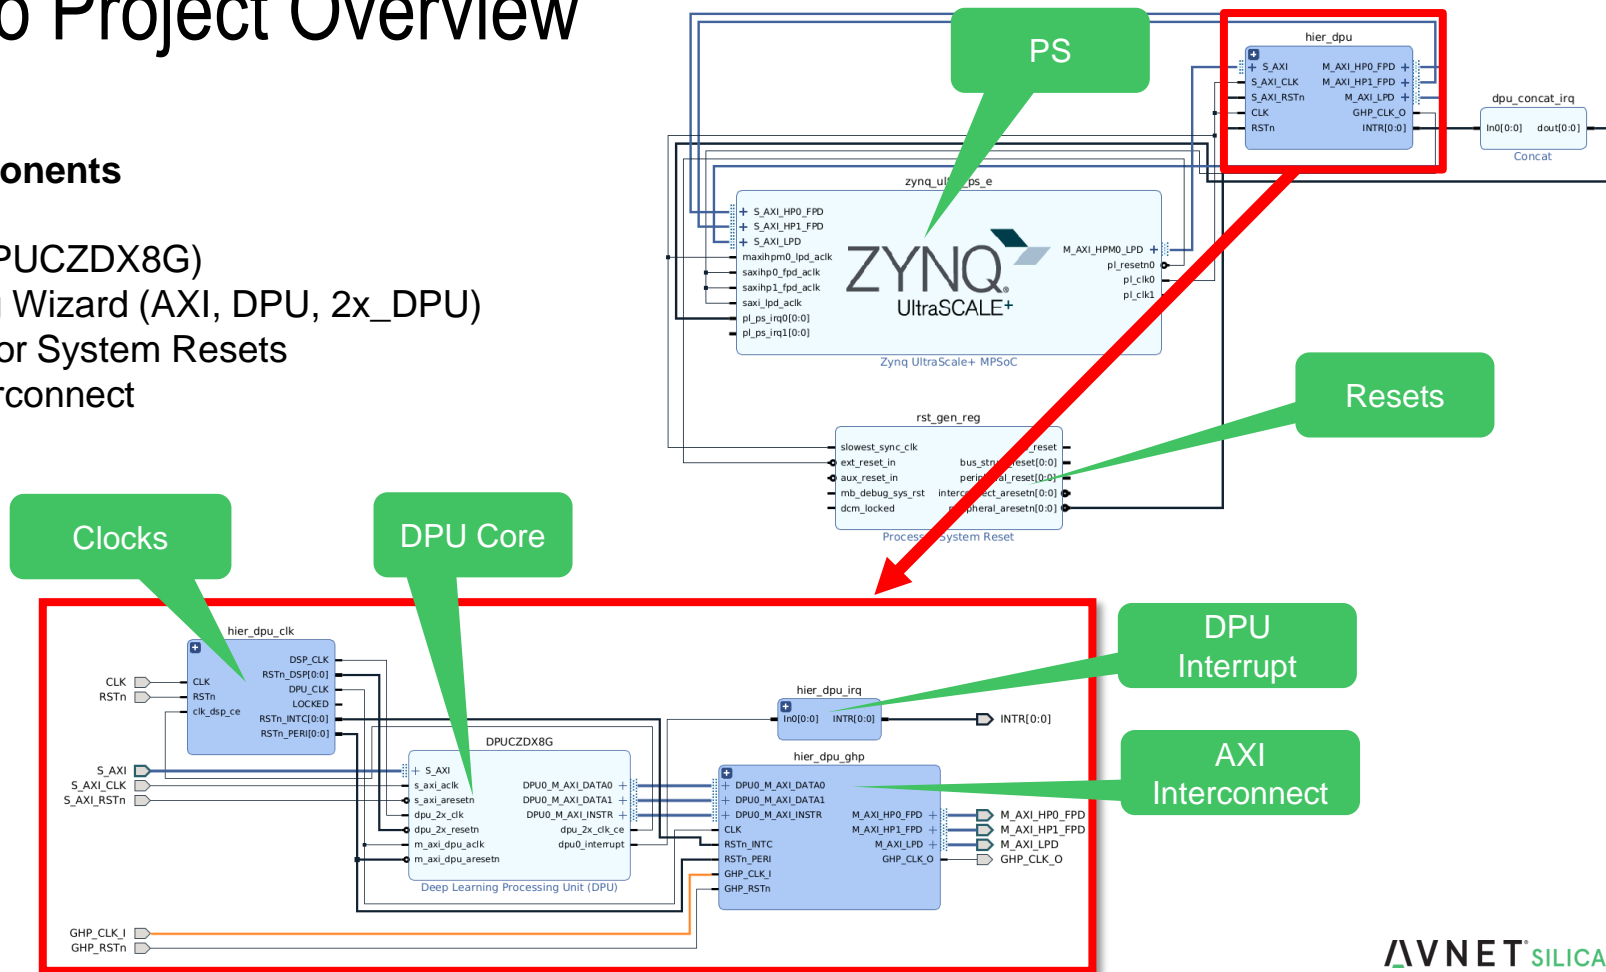 o Project Overview
onents
PUCZDX8G)
g Wizard (AXI, DPU, 2x_DPU)
or System Resets
rconnect
PS
hier_dpu
S_AXI
S_AXI_CLK
S_AXI_RSTn
CLK
RSTn
M_AXI_HP0_FPD
M_AXI_HP1_FPD
M_AXI_LPD
GHP_CLK_O
INTR[0:0]
dpu_concat_irq
In0[0:0] dout[0:0]
Concat
ps_e
S_AXI_HP0_FPD
S_AXI_HP1_FPD
S_AXI_LPD
maxihpm0_lpd_aclk
saxihp0_fpd_aclk
saxihp1_fpd_aclk
saxi_lpd_aclk
pl_ps_irq0[0:0]
pl_ps_irq1[0:0]
ZYNQ
UltraSCALE+
M_AXI_HPM0_LPD
pl_resetn0
pl_clk0
pl_clk1
Zynq UltraScale+ MPSoC
Resets
rst_gen_reg
slowest_sync_clk
ext_reset_in
aux_reset_in
mb_debug_sys_rst
dcm_locked
Process System Reset
Clocks
DPU Core
hier_dpu_clk
CLK
RSTn
CLK
RSTn
clk_dsp_ce
DSP_CLK
RSTn_DSP[0:0]
DPU_CLK
LOCKED
RSTn_INTC[0:0]
RSTn_PERI[0:0]
S_AXI
S_AXI_CLK
S_AXI_RSTn
DPUCZDX8G
S_AXI
s_axi_aclk
s_axi_aresetn
dpu_2x_clk
dpu_2x_resetn
m_axi_dpu_aclk
m_axi_dpu_aresetn
DPU0_M_AXI_DATA0
DPU0_M_AXI_DATA1
DPU0_M_AXI_INSTR
dpu_2x_clk_ce
dpu0_interrupt
Deep Learning Processing Unit (DPU)
DPU
Interrupt
hier_dpu_irq
In0[0:0] INTR[0:0]
INTR[0:0]
AXI
Interconnect
hier_dpu_ghp
DPU0_M_AXI_DATA0
DPU0_M_AXI_DATA1
DPU0_M_AXI_INSTR
CLK
RSTn_INTC
RSTn_PERI
GHP_CLK_I
GHP_RSTn
M_AXI_HP0_FPD
M_AXI_HP1_FPD
M_AXI_LPD
GHP_CLK_O
M_AXI_HP0_FPD
M_AXI_HP1_FPD
M_AXI_LPD
GHP_CLK_O
GHP_CLK_I
GHP_RSTn
AVNET SILICA